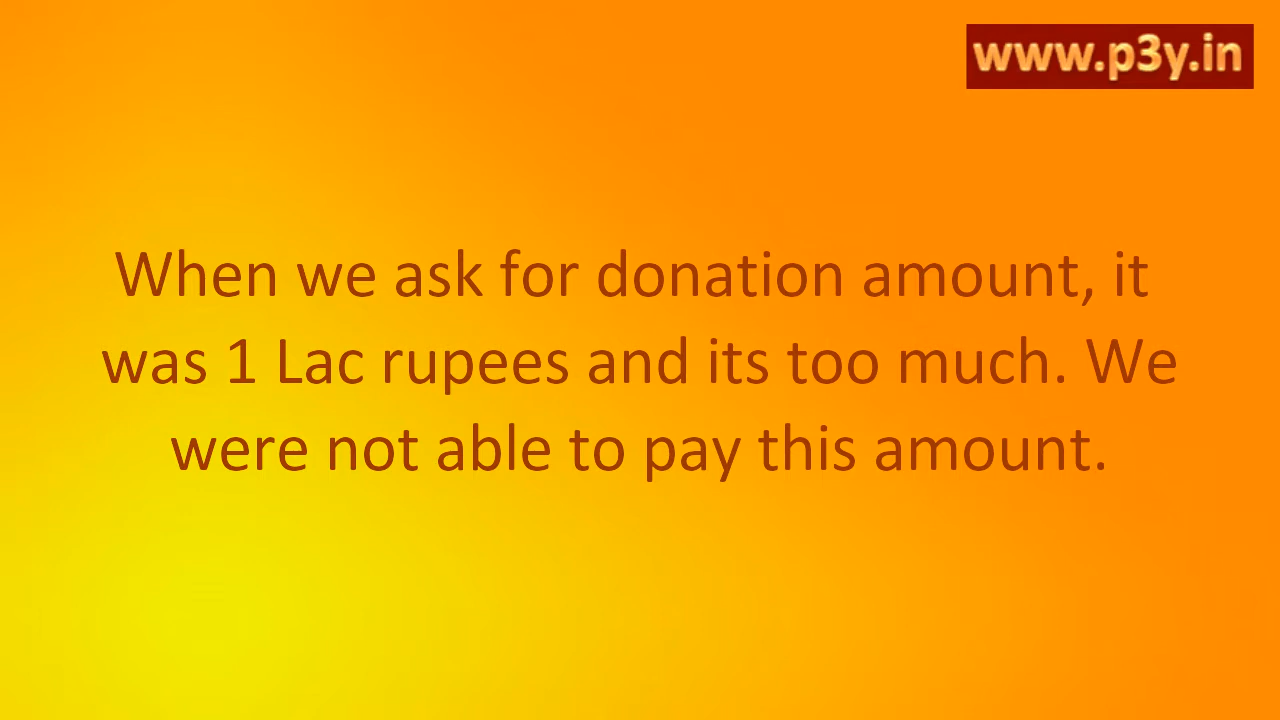 www.p3y.in
When we ask for donation amount, it
was 1 Lac rupees and its too much. We
were not able to pay this amount.